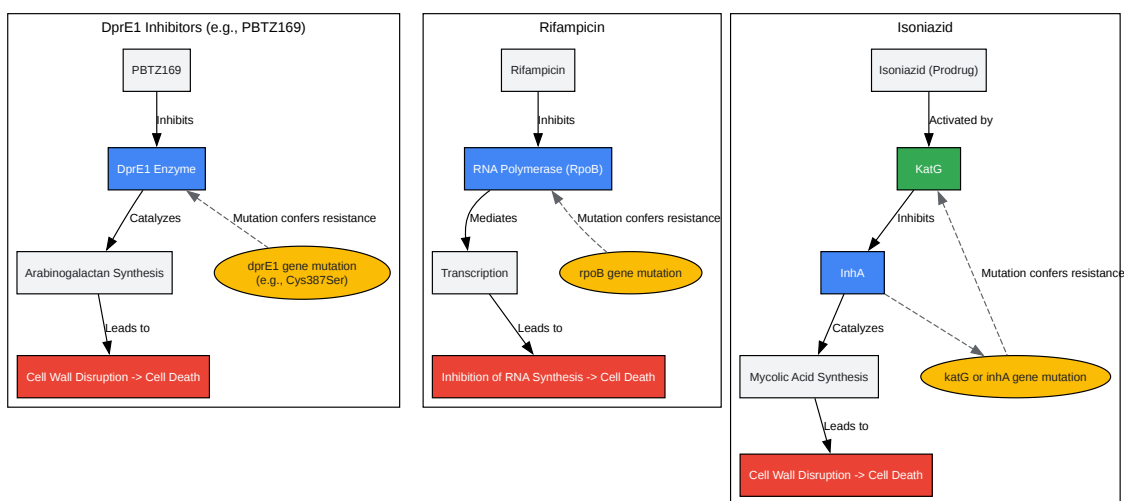 DprE1 Inhibitors (e.g., PBTZ169)
PBTZ169
Inhibits
DprE1 Enzyme
Catalyzes
Mutation confers resistance
Arabinogalactan Synthesis
dprE1 gene mutation
(e.g., Cys387Ser)
Leads to
Cell Wall Disruption -> Cell Death
Rifampicin
Rifampicin
Inhibits
RNA Polymerase (RpoB)
Mediates
Mutation confers resistance
Transcription
rpoB gene mutation
Leads to
Inhibition of RNA Synthesis -> Cell Death
Isoniazid
Isoniazid (Prodrug)
Activated by
KatG
Inhibits
InhA
Mutation confers resistance
Catalyzes
Mycolic Acid Synthesis
katG or inhA gene mutation
Leads to
Cell Wall Disruption -> Cell Death